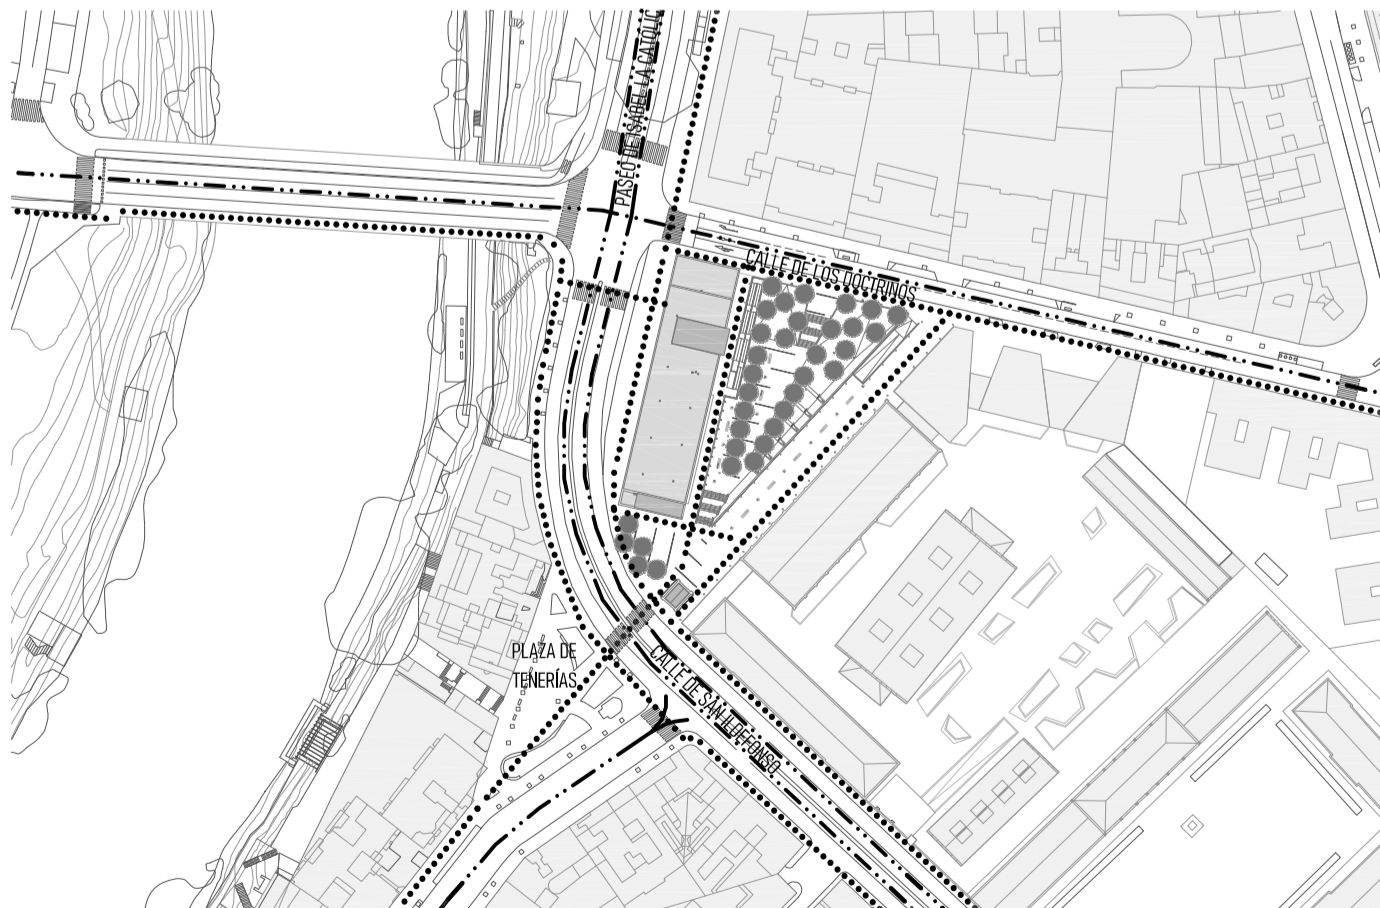 PASEO DE ISABEL LA CATÓLIC
CALLE DE LOS DOCTRINOS
PLAZA DE
TENERÍAS
CALLE DE SAN ILDEFONSO